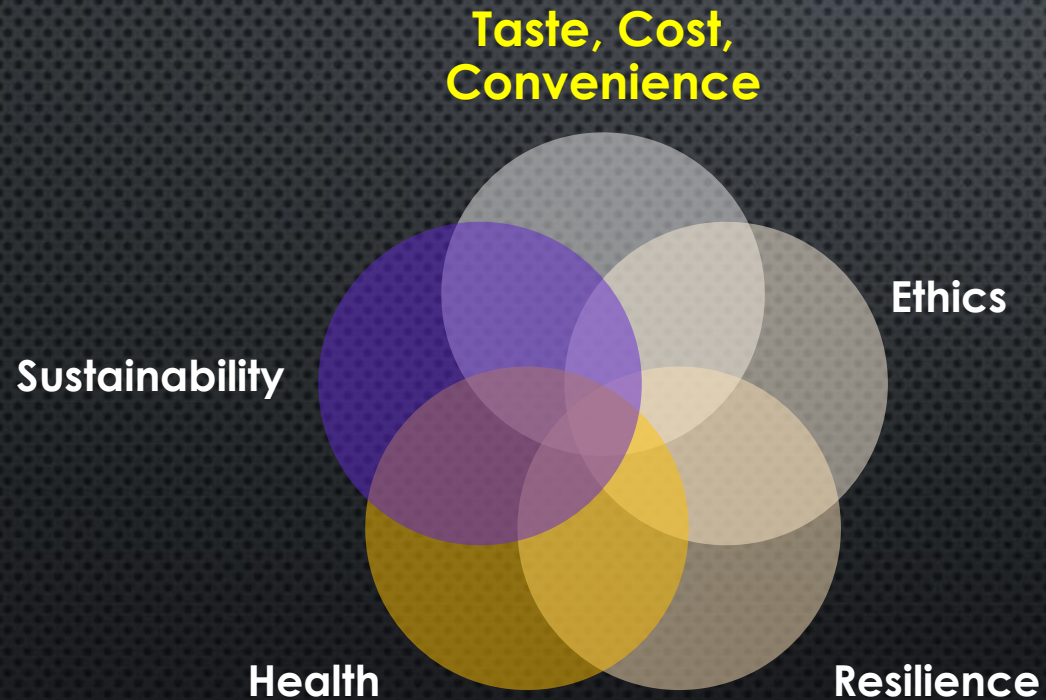 Taste, Cost,
Convenience
Ethics
Sustainability
Health
Resilience